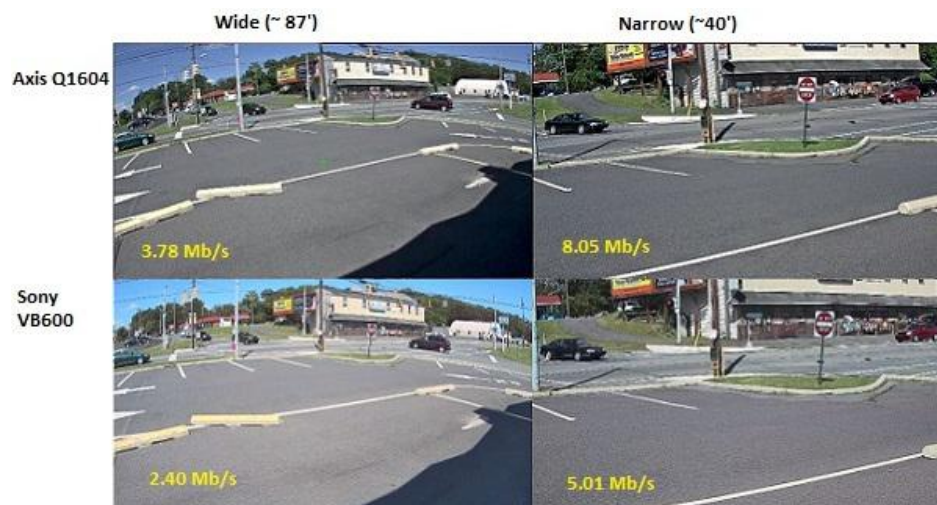 Wide (~ 87')
Narrow (~40')
Axis Q1604
3.78 Mb/s
8.05 Mb/s
Sony
VB600
2.40 Mb/s
5.01 Mb/s